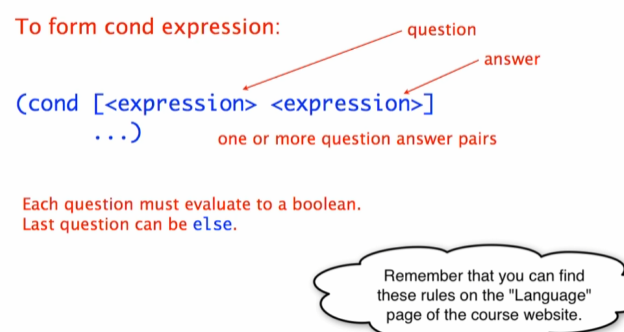 To form cond expression:
question
answer
(cond [<expression> <expression>]
...)
one or more question answer pairs
Each question must evaluate to a boolean.
Last question can be else.
Remember that you can find
these rules on the "Language"
page of the course website.